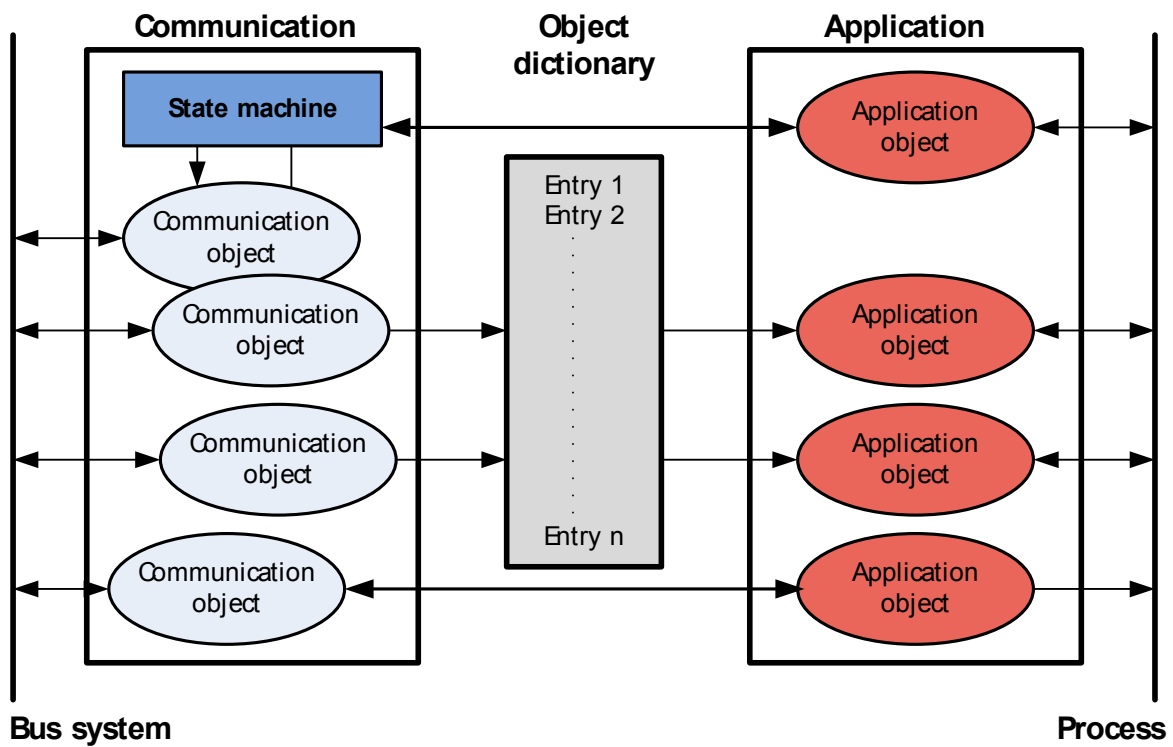 Communication
Object
dictionary
Application
State machine
Application
object
Entry 1
Entry 2
Communication
object
Communication
object
Application
object
Communication
object
Application
object
Entry n
Communication
object
Application
object
Bus system
Process